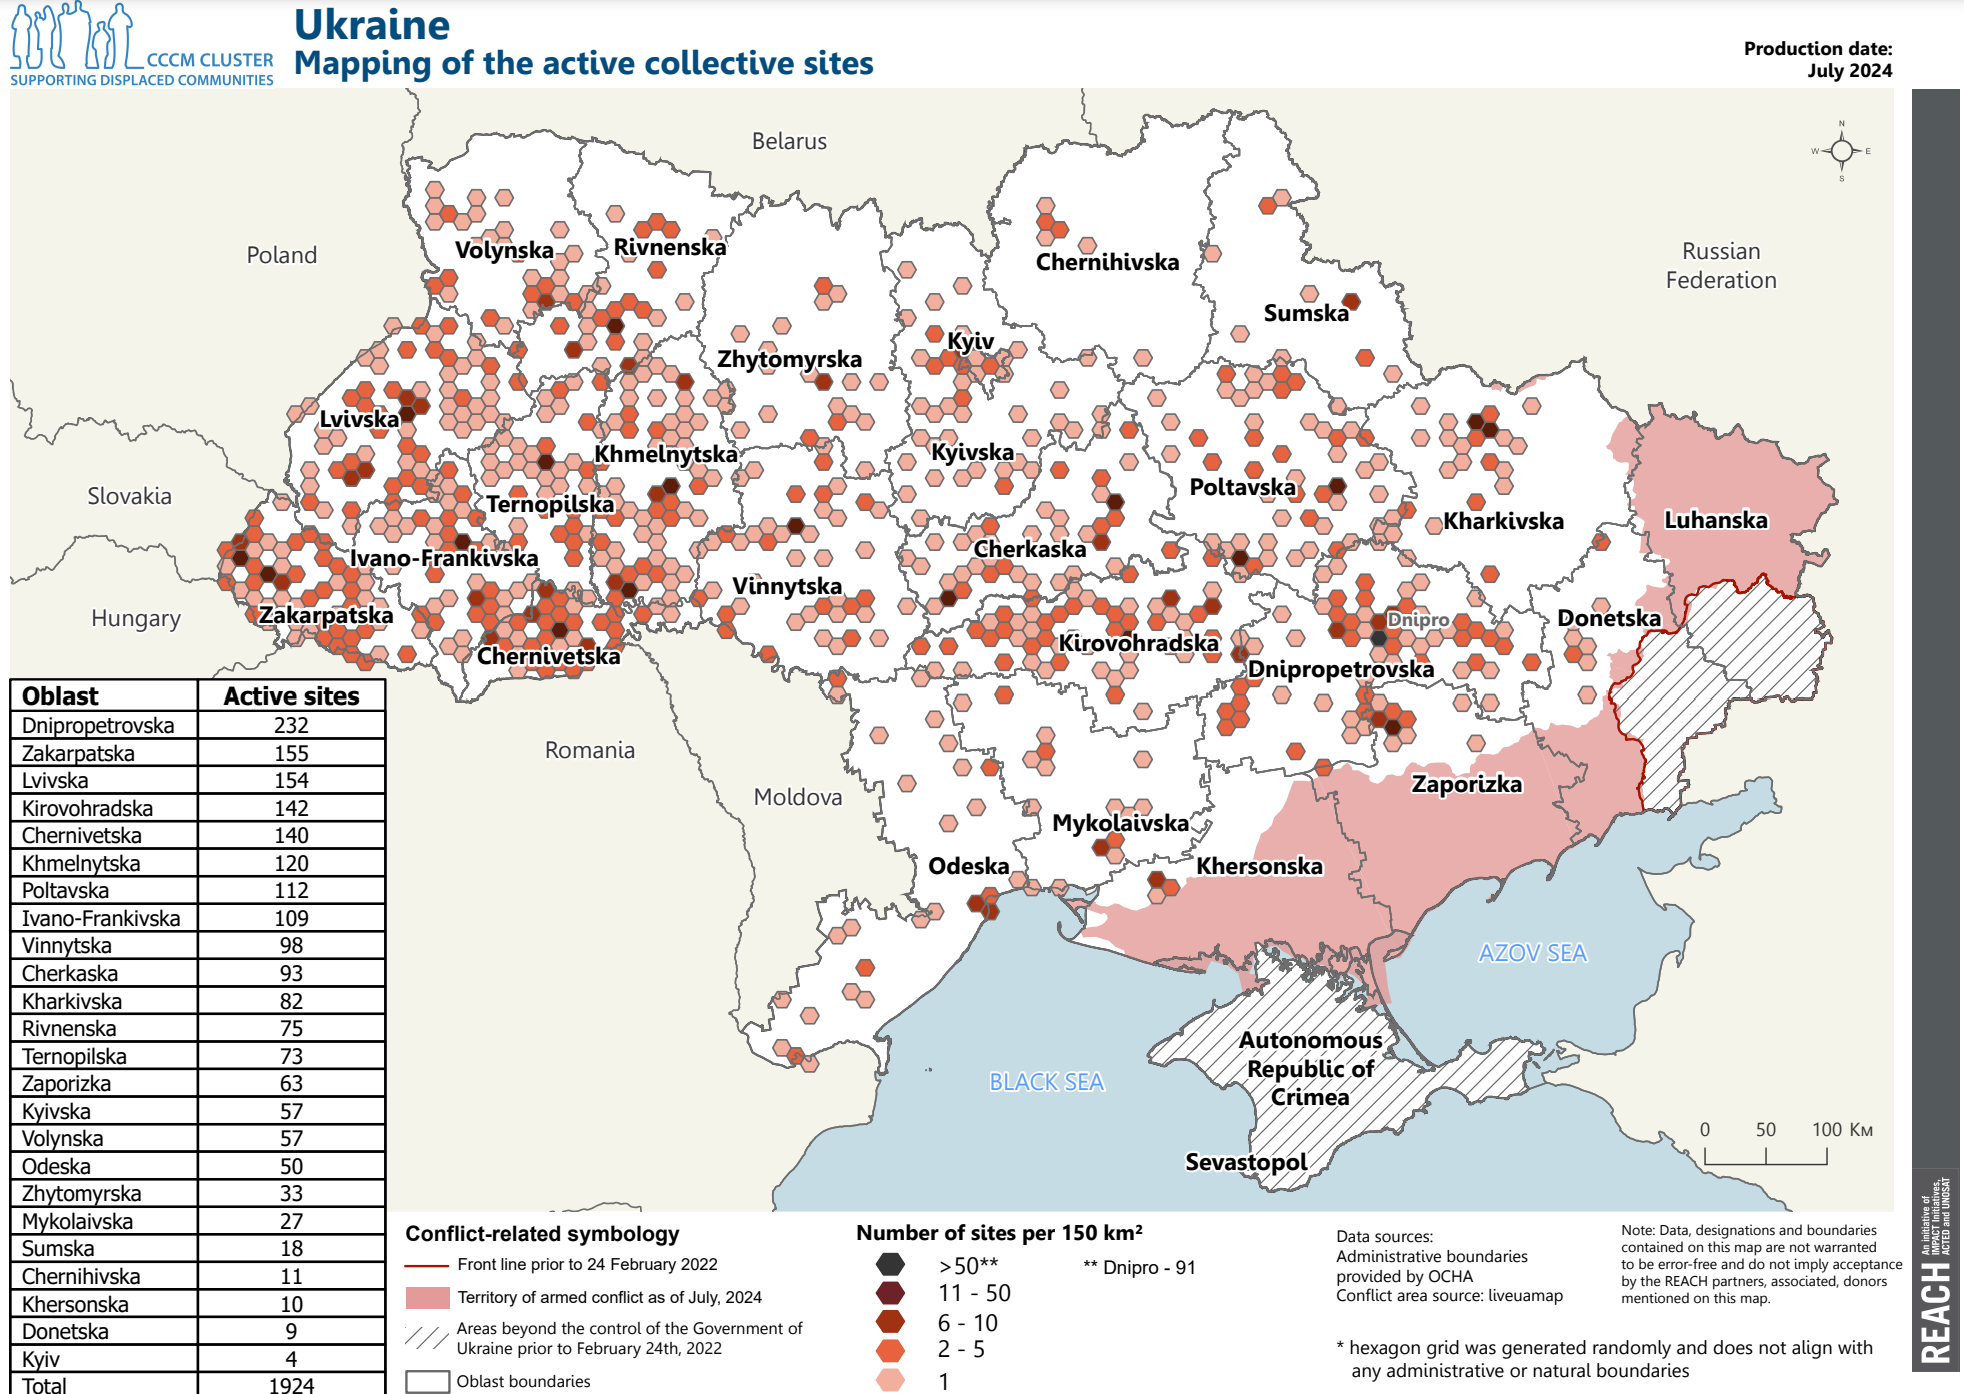 CCCM CLUSTER
SUPPORTING DISPLACED COMMUNITIES
Ukraine
Mapping of the active collective sites
Production date:
July 2024
Belarus
Poland
Russian
Federation
Slovakia
Hungary
Romania
Moldova
Volynska
Rivnenska
Chernihivska
Sumska
Kyiv
Zhytomyrska
Lvivska
Khmelnytska
Kyivska
Poltavska
Ternopilska
Kharkivska
Luhanska
Ivano-Frankivska
Cherkaska
Vinnytska
Zakarpatska
Dnipro
Donetska
Kirovohradska
Chernivetska
Dnipropetrovska
Zaporizka
Mykolaivska
Odeska
Khersonska
AZOV SEA
BLACK SEA
Autonomous
Republic of
Crimea
Sevastopol
N
W E
S
0 50 100 Км
Oblast Active sites
Dnipropetrovska 232
Zakarpatska 155
Lvivska 154
Kirovohradska 142
Chernivetska 140
Khmelnytska 120
Poltavska 112
Ivano-Frankivska 109
Vinnytska 98
Cherkaska 93
Kharkivska 82
Rivnenska 75
Ternopilska 73
Zaporizka 63
Kyivska 57
Volynska 57
Odeska 50
Zhytomyrska 33
Mykolaivska 27
Sumska 18
Chernihivska 11
Khersonska 10
Donetska 9
Kyiv 4
Total 1924
Conflict-related symbology
Front line prior to 24 February 2022
Territory of armed conflict as of July, 2024
Areas beyond the control of the Government of
Ukraine prior to February 24th, 2022
Oblast boundaries
Number of sites per 150 km²
>50** ** Dnipro - 91
11 - 50
6 - 10
2 - 5
1
Data sources:
Administrative boundaries
provided by OCHA
Conflict area source: liveuamap
Note: Data, designations and boundaries
contained on this map are not warranted
to be error-free and do not imply acceptance
by the REACH partners, associated, donors
mentioned on this map.
* hexagon grid was generated randomly and does not align with
any administrative or natural boundaries
REACH
An initiative of
IMPACT Initiatives,
ACTED and UNOSAT